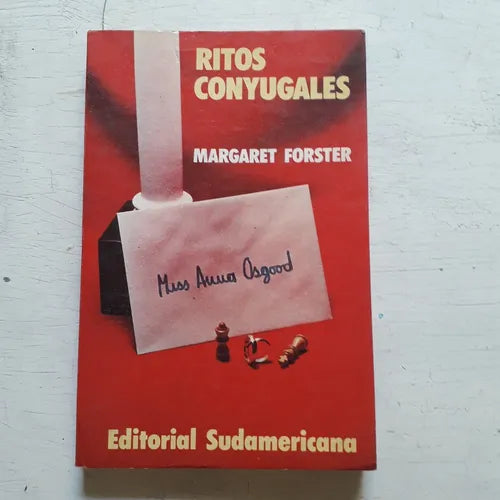 RITOS
CONYUGALES
MARGARET FORSTER
Miss Anna Osgood
Editorial Sudamericana